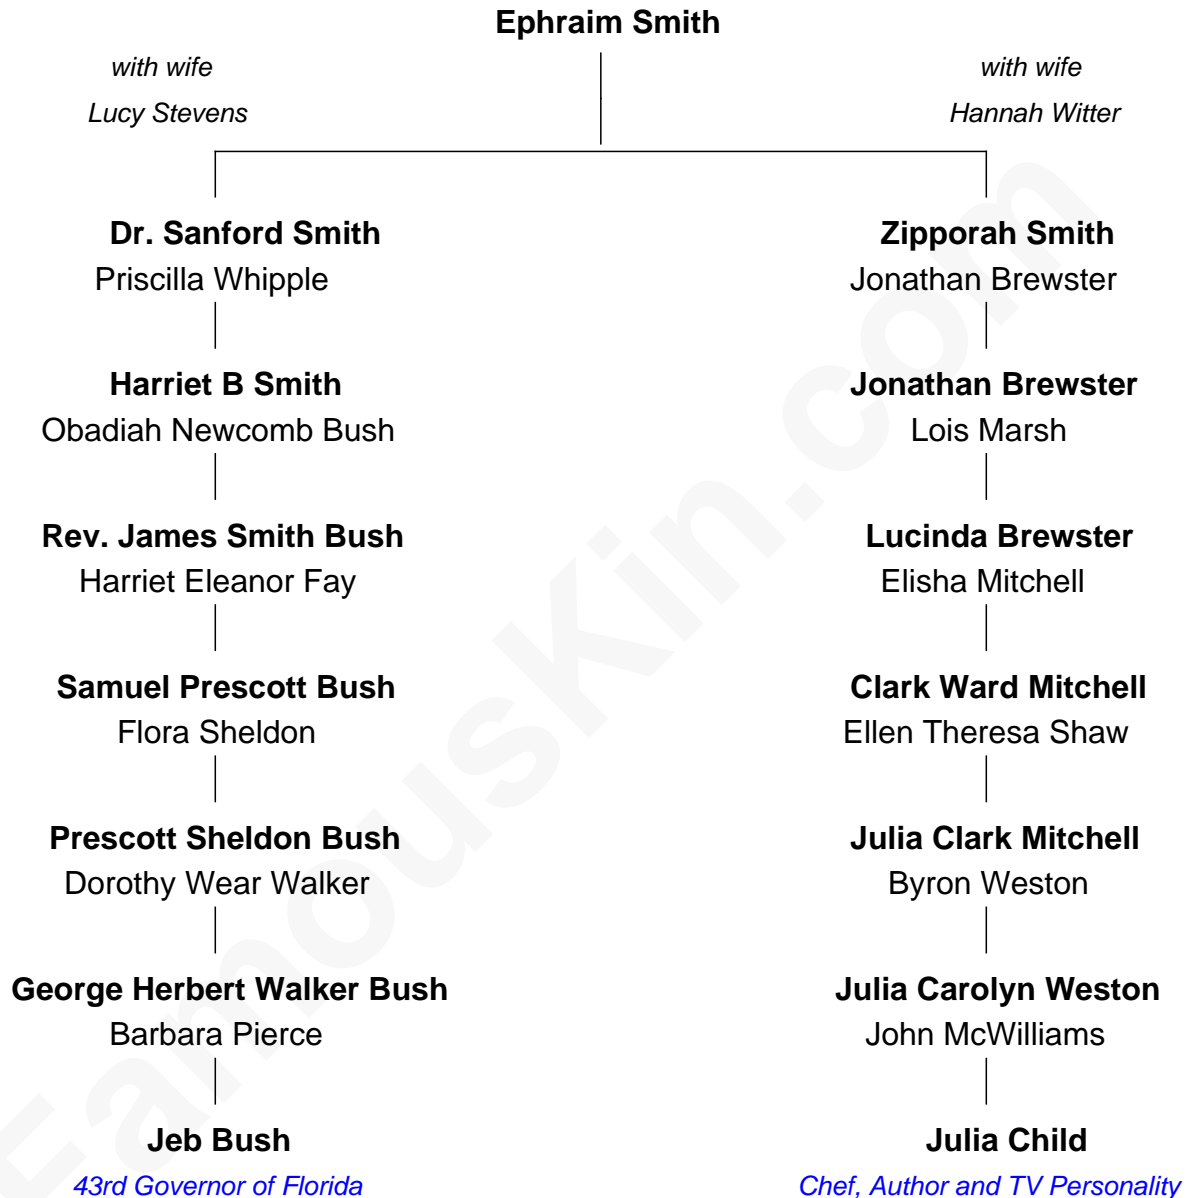 Ephraim Smith
with wife
Lucy Stevens
with wife
Hannah Witter
Dr. Sanford Smith
Priscilla Whipple
Zipporah Smith
Jonathan Brewster
Harriet B Smith
Obadiah Newcomb Bush
Jonathan Brewster
Lois Marsh
Rev. James Smith Bush
Harriet Eleanor Fay
Lucinda Brewster
Elisha Mitchell
Samuel Prescott Bush
Flora Sheldon
Clark Ward Mitchell
Ellen Theresa Shaw
Prescott Sheldon Bush
Dorothy Wear Walker
Julia Clark Mitchell
Byron Weston
George Herbert Walker Bush
Barbara Pierce
Julia Carolyn Weston
John McWilliams
Jeb Bush
43rd Governor of Florida
Julia Child
Chef, Author and TV Personality
FamousKin.com